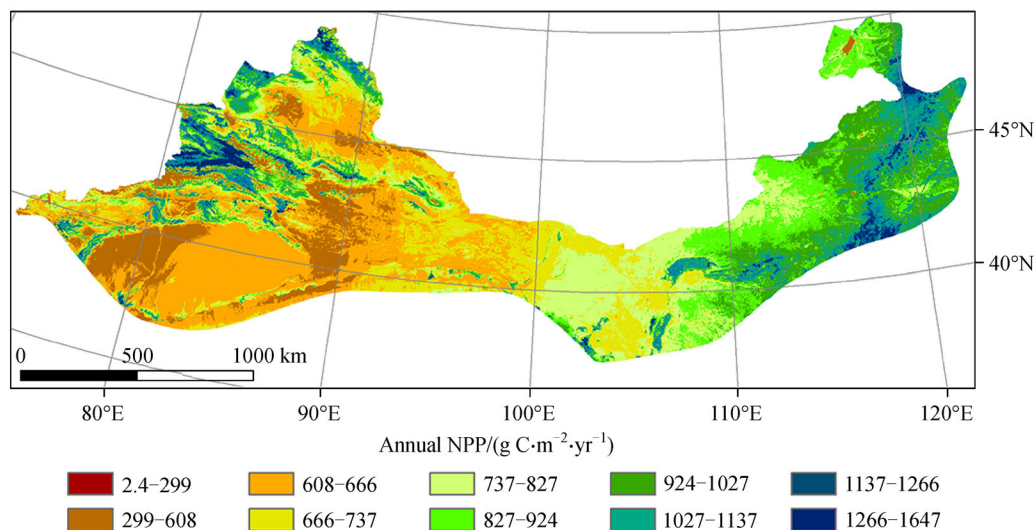 45°N
40°N
0 500 1000 km
80°E 90°E 100°E 110°E 120°E
Annual NPP/(g C·m⁻²·yr⁻¹)
2.4−299 608−666 737−827 924−1027 1137−1266
299−608 666−737 827−924 1027−1137 1266−1647